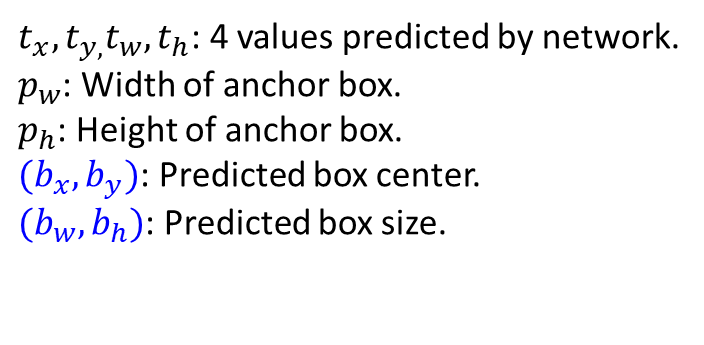 t_x, t_y, t_w, t_h: 4 values predicted by network.
p_w: Width of anchor box.
p_h: Height of anchor box.
(b_x, b_y): Predicted box center.
(b_w, b_h): Predicted box size.